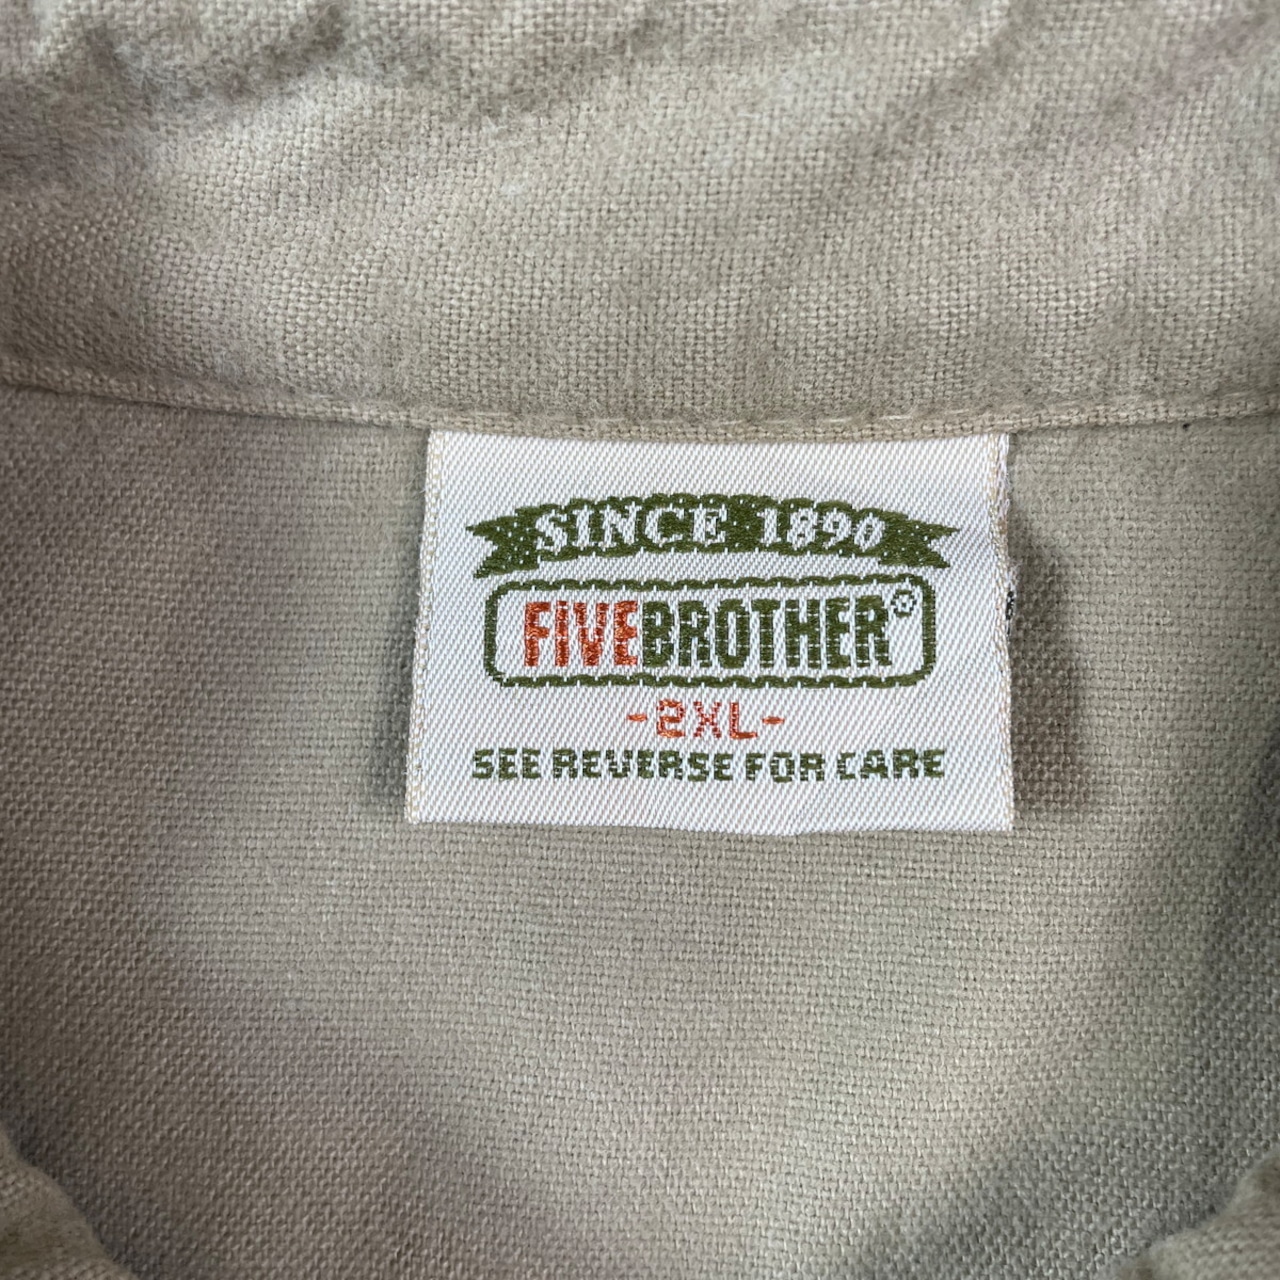 SINCE 1890
FIVEBROTHER®
-2XL-
SEE REVERSE FOR CARE